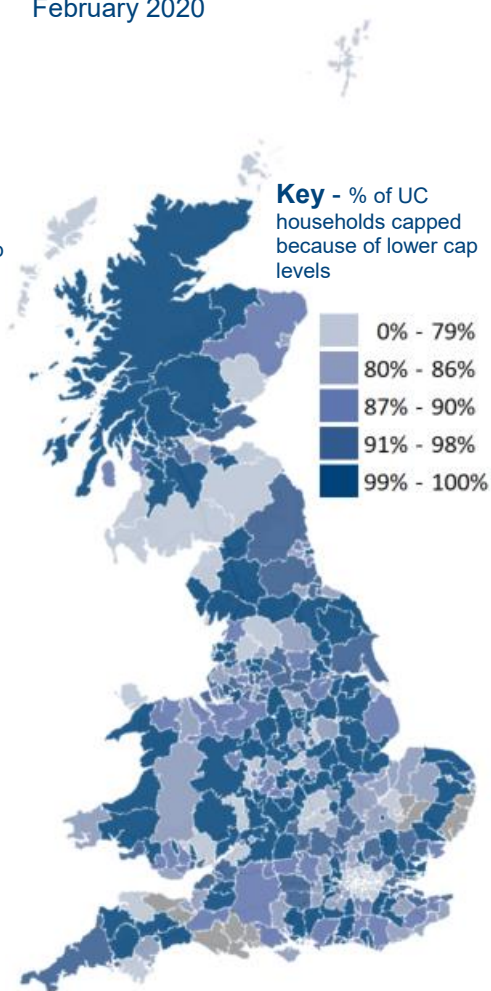 February 2020
Key - % of UC
households capped
because of lower cap
levels
0% - 79%
80% - 86%
87% - 90%
91% - 98%
99% - 100%